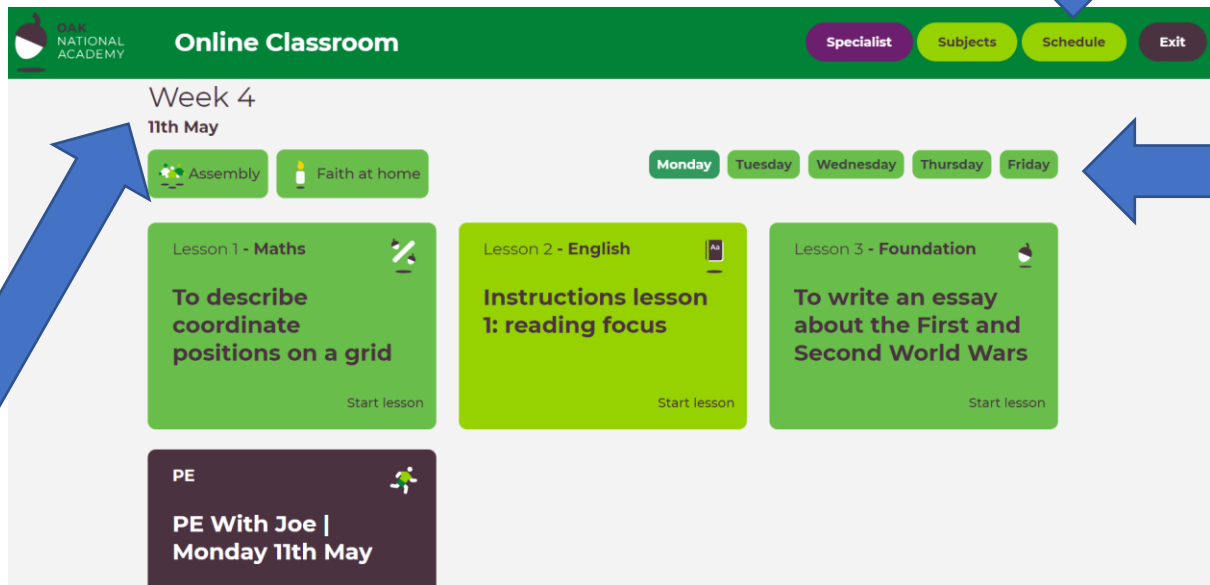 OAK
NATIONAL
ACADEMY
Online Classroom
Specialist
Subjects
Schedule
Exit
Week 4
11th May
Assembly
Faith at home
Monday
Tuesday
Wednesday
Thursday
Friday
Lesson 1 - Maths
To describe
coordinate
positions on a grid
Start lesson
Lesson 2 - English
Aa
Instructions lesson
1: reading focus
Start lesson
Lesson 3 - Foundation
To write an essay
about the First and
Second World Wars
Start lesson
PE
PE With Joe |
Monday 11th May